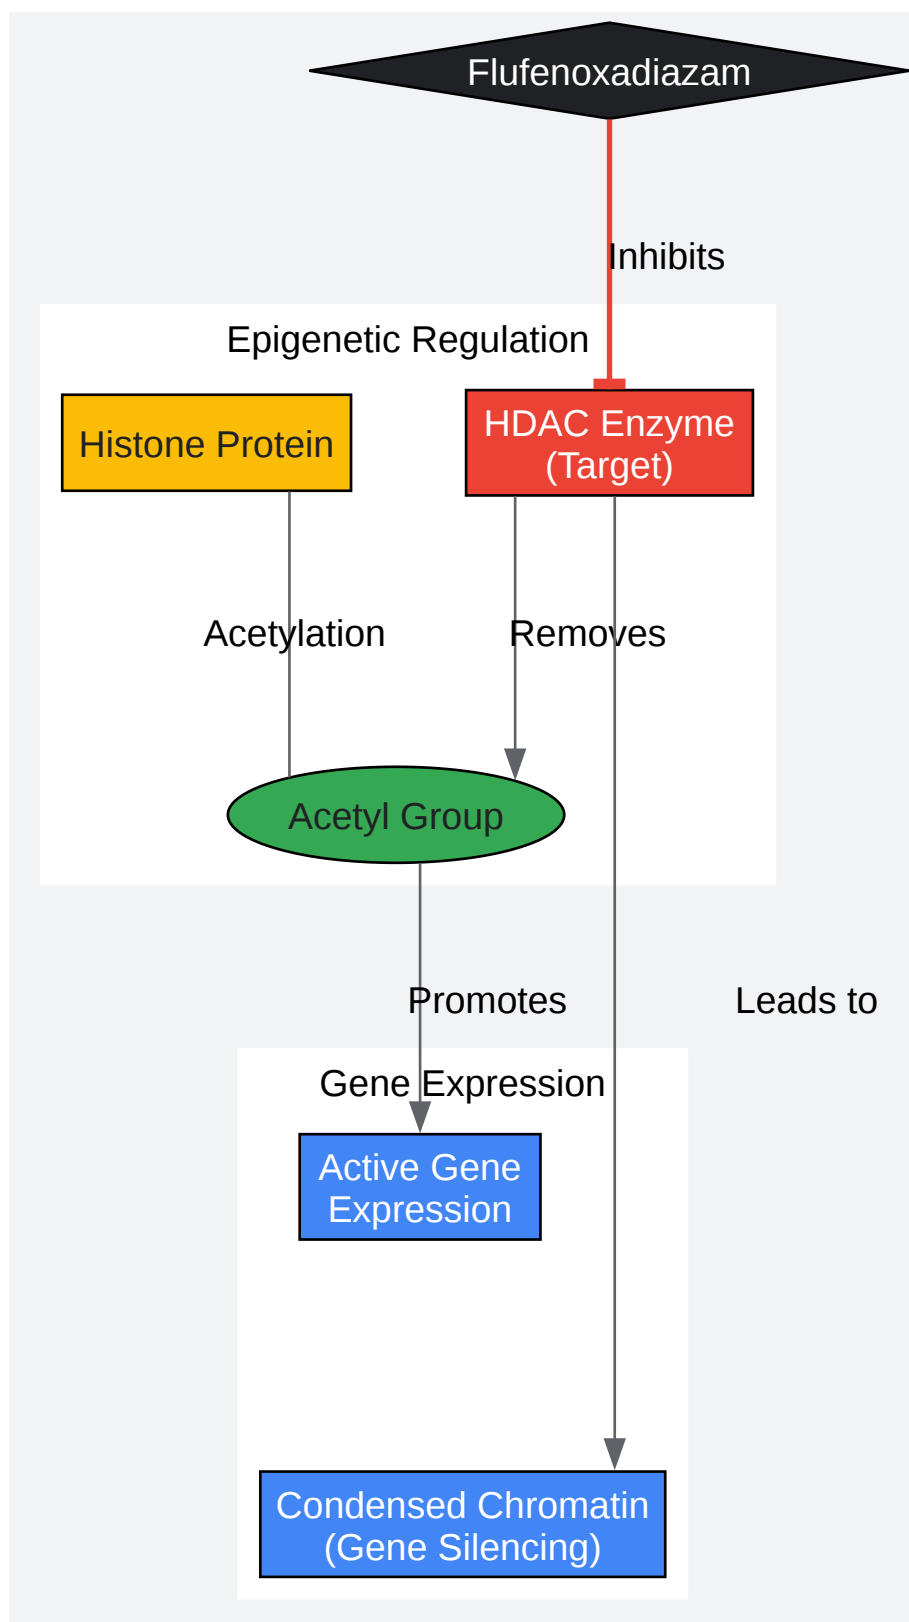 Flufenoxadiazam
Inhibits
Epigenetic Regulation
Histone Protein
HDAC Enzyme
(Target)
Acetylation
Removes
Acetyl Group
Promotes
Leads to
Gene Expression
Active Gene
Expression
Condensed Chromatin
(Gene Silencing)